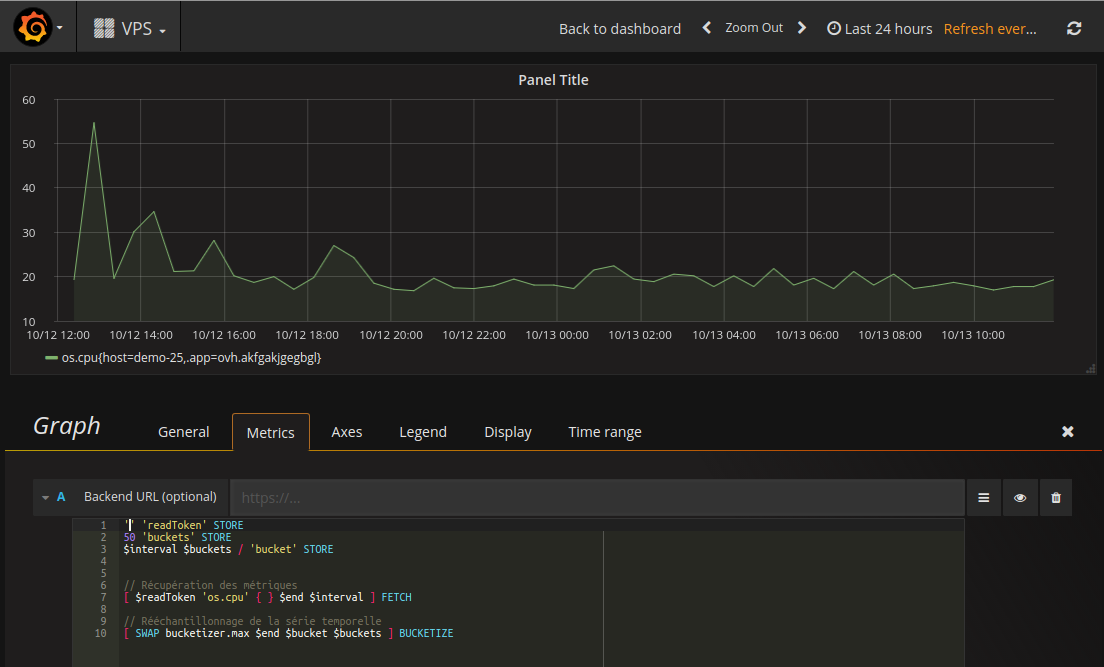 VPS
Back to dashboard
Zoom Out
Last 24 hours
Refresh ever...
Panel Title
60
50
40
30
20
10
10/12 12:00 10/12 14:00 10/12 16:00 10/12 18:00 10/12 20:00 10/12 22:00 10/13 00:00 10/13 02:00 10/13 04:00 10/13 06:00 10/13 08:00 10/13 10:00
os.cpu{host=demo-25,.app=ovh.akfgakjgegbgl}
Graph
General Metrics Axes Legend Display Time range
A Backend URL (optional) https://...
1 '' 'readToken' STORE
2 50 'buckets' STORE
3 $interval $buckets / 'bucket' STORE
4
5
6 // Récupération des métriques
7 [ $readToken 'os.cpu' { } $end $interval ] FETCH
8
9 // Rééchantillonnage de la série temporelle
10 [ SWAP bucketizer.max $end $bucket $buckets ] BUCKETIZE